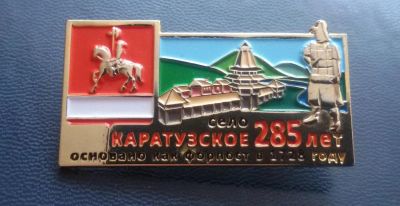 село
КАРАТУЗСКОЕ 285 лет
основано как форпост в 1726 году